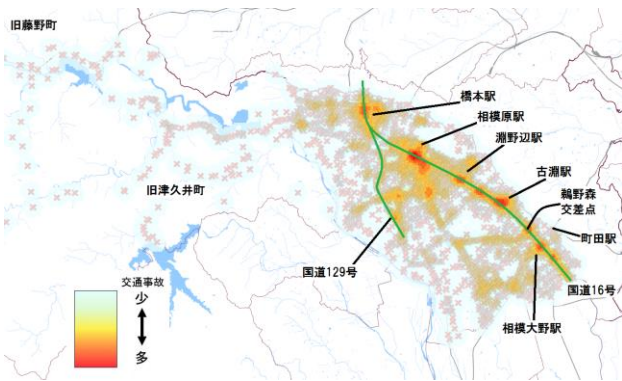 旧藤野町
橋本駅
相模原駅
淵野辺駅
古淵駅
鵜野森
交差点
町田駅
旧津久井町
国道129号
国道16号
相模大野駅
交通事故
少
多